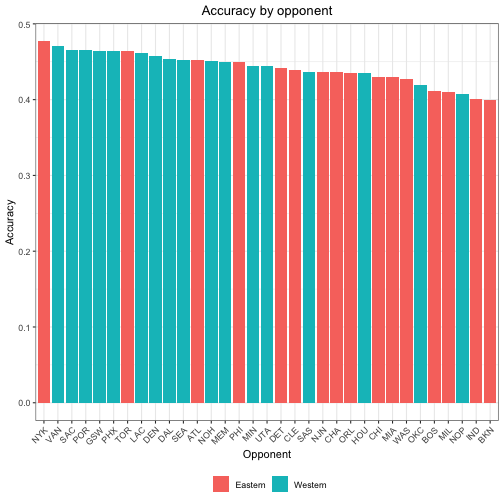 Accuracy by opponent
0.5
0.4
0.3
0.2
0.1
0.0
Accuracy
NYK VAN SAC POR GSW PHX TOR LAC DEN DAL SEA ATL NOH MEM PHI MIN UTA DET CLE SAS NJN CHA ORL HOU CHI MIA WAS OKC BOS MIL NOP IND BKN
Opponent
Eastern Western